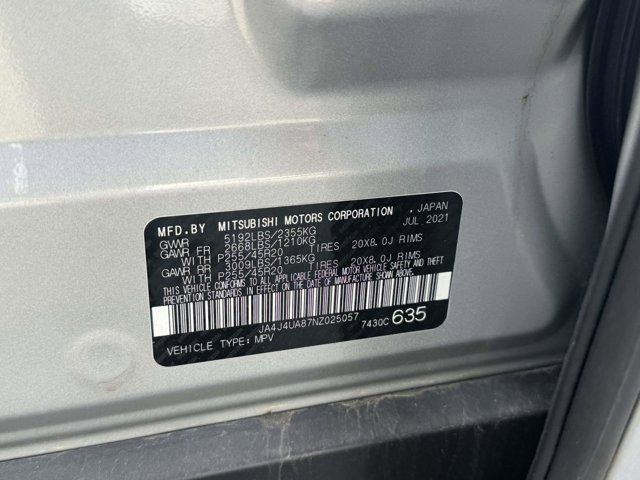 MFD.BY MITSUBISHI MOTORS CORPORATION , JAPAN
JUL 2021
GVWR 5192LBS/2355KG
GAWR FR 2668LBS/1210KG
WITH P255/45R20 TIRES 20X8.0J RIMS
GAWR RR 3009LBS/1365KG
WITH P255/45R20 TIRES 20X8.0J RIMS
THIS VEHICLE CONFORMS TO ALL APPLICABLE FEDERAL MOTOR VEHICLE SAFETY AND THEFT
PREVENTION STANDARDS IN EFFECT ON THE DATE OF MANUFACTURE SHOWN ABOVE.
JA4J4UA87NZ025057 7430C 635
VEHICLE TYPE:MPV